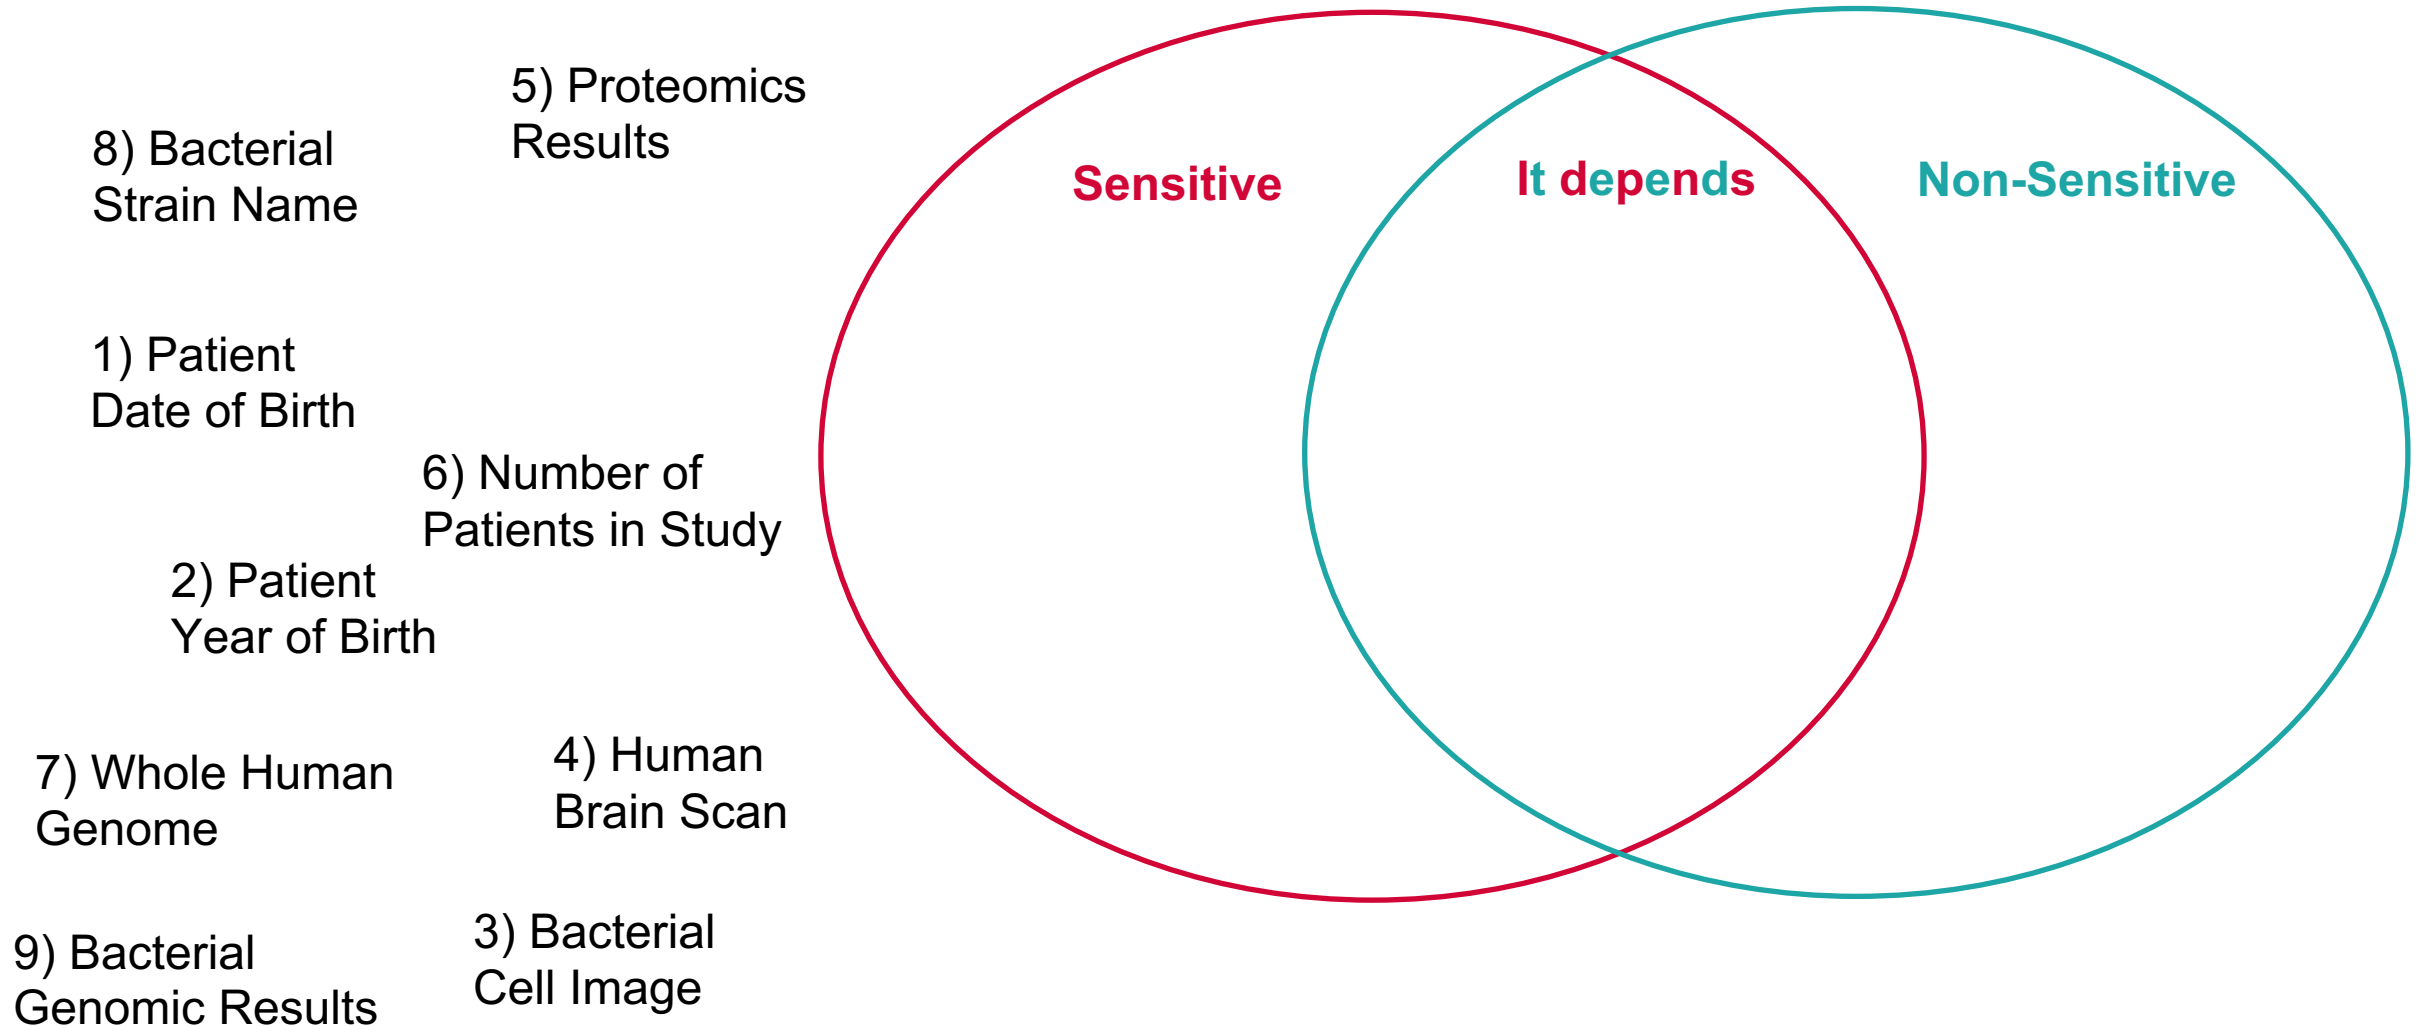 5) Proteomics
Results
8) Bacterial
Strain Name
1) Patient
Date of Birth
6) Number of
Patients in Study
2) Patient
Year of Birth
7) Whole Human
Genome
4) Human
Brain Scan
9) Bacterial
Genomic Results
3) Bacterial
Cell Image
Sensitive
It depends
Non-Sensitive